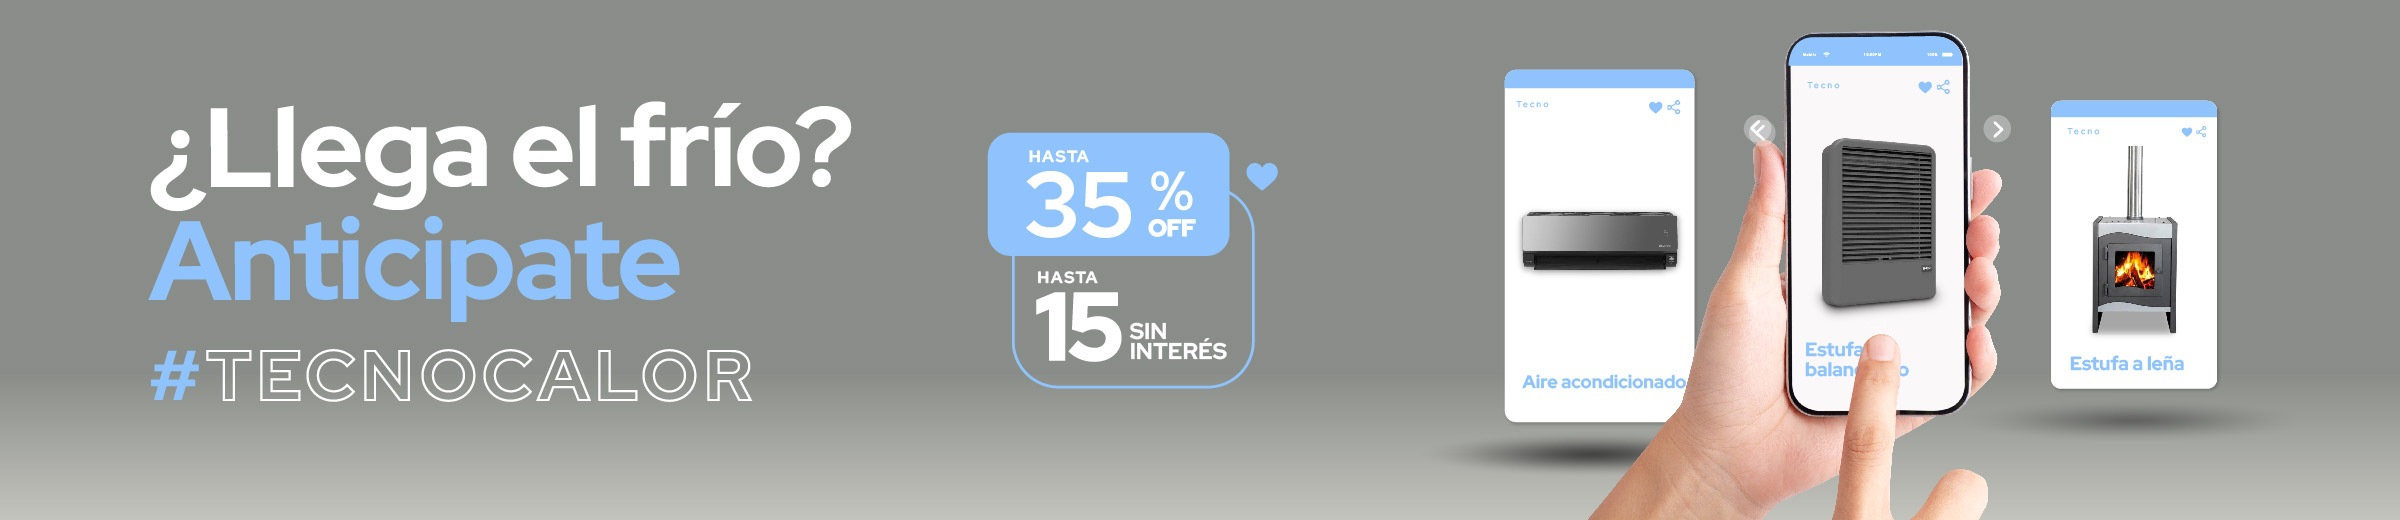 ¿Llega el frío?
Anticipate
#TECNOCALOR
HASTA
35 %
OFF
HASTA
15 SIN
INTERÉS
Tecno
Aire acondicionado
Tecno
Estufa
Tecno
Estufa a leña